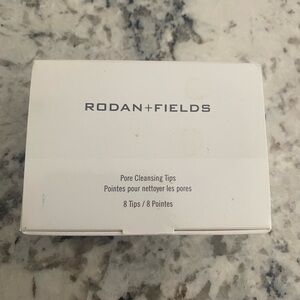 RODAN+FIELDS
Pore Cleansing Tips
Pointes pour nettoyer les pores
8 Tips / 8 Pointes